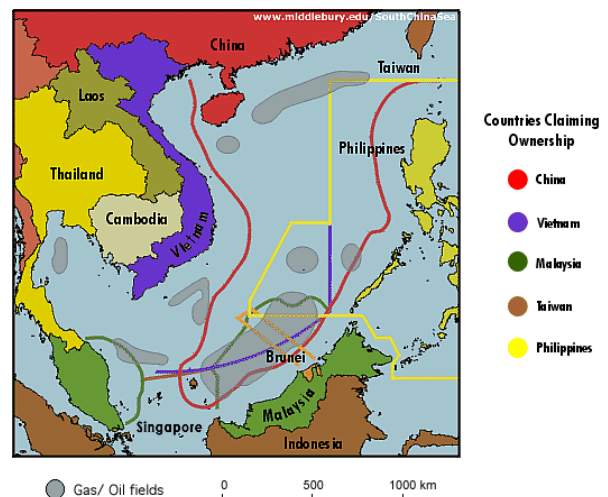 www.middlebury.edu/SouthChinaSea
China
Taiwan
Laos
Philippines
Thailand
Cambodia
Vietnam
Brunei
Malaysia
Singapore
Indonesia
Countries Claiming
Ownership
China
Vietnam
Malaysia
Taiwan
Philippines
Gas/ Oil fields
0 500 1000 km